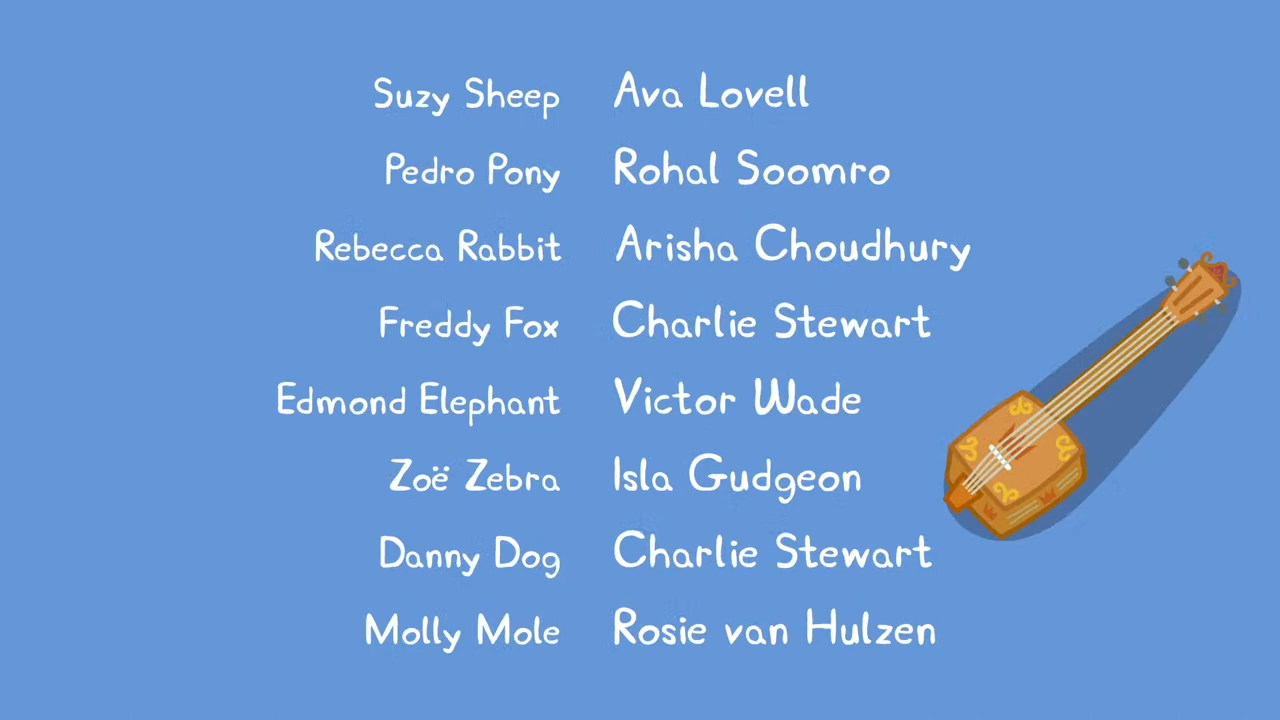 Suzy Sheep Ava Lovell
Pedro Pony Rohal Soomro
Rebecca Rabbit Arisha Choudhury
Freddy Fox Charlie Stewart
Edmond Elephant Victor Wade
Zoë Zebra Isla Gudgeon
Danny Dog Charlie Stewart
Molly Mole Rosie van Hulzen